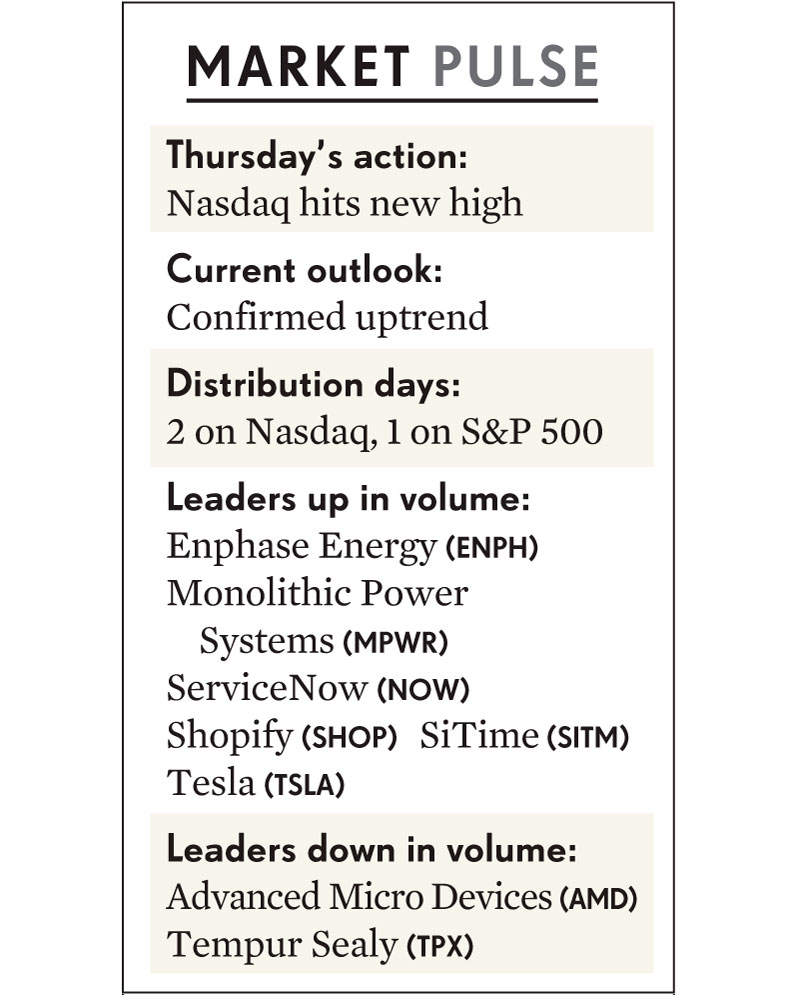 MARKET PULSE
Thursday’s action:
Nasdaq hits new high
Current outlook:
Confirmed uptrend
Distribution days:
2 on Nasdaq, 1 on S&P 500
Leaders up in volume:
Enphase Energy (ENPH)
Monolithic Power
Systems (MPWR)
ServiceNow (NOW)
Shopify (SHOP) SiTime (SITM)
Tesla (TSLA)
Leaders down in volume:
Advanced Micro Devices (AMD)
Tempur Sealy (TPX)